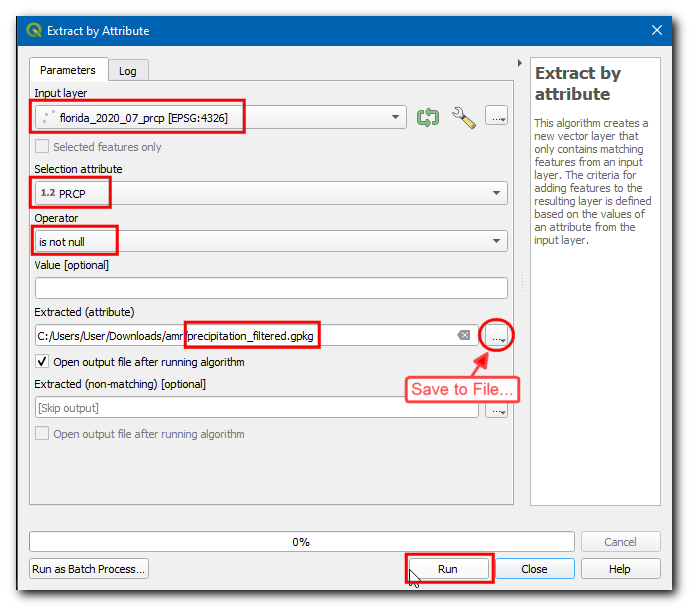 Extract by Attribute
Parameters
Log
Input layer
florida_2020_07_prcp [EPSG:4326]
...
Selected features only
Selection attribute
1.2 PRCP
Operator
is not null
Value [optional]
Extracted (attribute)
C:/Users/User/Downloads/amr/precipitation_filtered.gpkg
...
Open output file after running algorithm
Save to File...
Extracted (non-matching) [optional]
[Skip output]
...
Open output file after running algorithm
Extract by
attribute
This algorithm creates a
new vector layer that
only contains matching
features from an input
layer. The criteria for
adding features to the
resulting layer is defined
based on the values of
an attribute from the
input layer.
0%
Cancel
Run as Batch Process...
Run
Close
Help